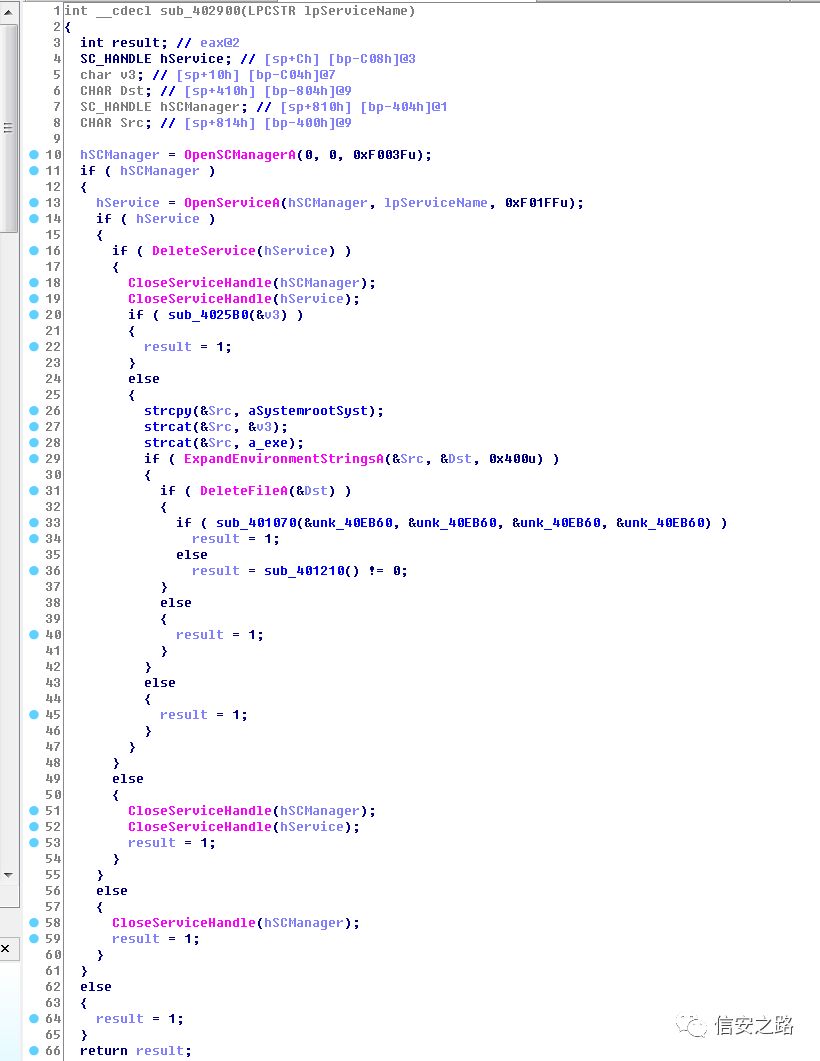 1 int __cdecl sub_402900(LPCSTR lpServiceName)
2 {
3   int result; // eax@2
4   SC_HANDLE hService; // [sp+Ch] [bp-C08h]@3
5   char v3; // [sp+10h] [bp-C04h]@7
6   CHAR Dst; // [sp+410h] [bp-804h]@9
7   SC_HANDLE hSCManager; // [sp+810h] [bp-404h]@1
8   CHAR Src; // [sp+814h] [bp-400h]@9
9
10   hSCManager = OpenSCManagerA(0, 0, 0xF003Fu);
11   if ( hSCManager )
12   {
13     hService = OpenServiceA(hSCManager, lpServiceName, 0xF01FFu);
14     if ( hService )
15     {
16       if ( DeleteService(hService) )
17       {
18         CloseServiceHandle(hSCManager);
19         CloseServiceHandle(hService);
20         if ( sub_4025B0(&v3) )
21         {
22           result = 1;
23         }
24         else
25         {
26           strcpy(&Src, aSystemrootSyst);
27           strcat(&Src, &v3);
28           strcat(&Src, a_exe);
29           if ( ExpandEnvironmentStringsA(&Src, &Dst, 0x400u) )
30           {
31             if ( DeleteFileA(&Dst) )
32             {
33               if ( sub_401070(&unk_40EB60, &unk_40EB60, &unk_40EB60, &unk_40EB60) )
34                 result = 1;
35               else
36                 result = sub_401210() != 0;
37             }
38             else
39             {
40               result = 1;
41             }
42           }
43           else
44           {
45             result = 1;
46           }
47         }
48       }
49       else
50       {
51         CloseServiceHandle(hSCManager);
52         CloseServiceHandle(hService);
53         result = 1;
54       }
55     }
56     else
57     {
58       CloseServiceHandle(hSCManager);
59       result = 1;
60     }
61   }
62   else
63   {
64     result = 1;
65   }
66   return result;
信安之路